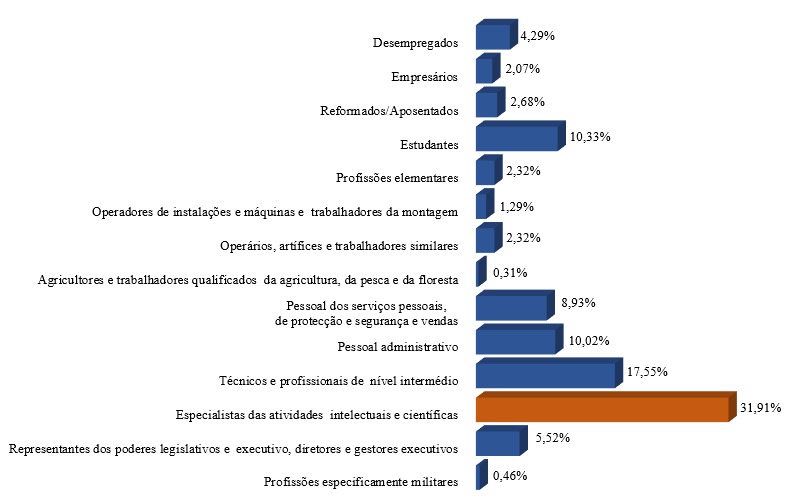 Desempregados 4,29%
Empresários 2,07%
Reformados/Aposentados 2,68%
Estudantes 10,33%
Profissões elementares 2,32%
Operadores de instalações e máquinas e trabalhadores da montagem 1,29%
Operários, artífices e trabalhadores similares 2,32%
Agricultores e trabalhadores qualificados da agricultura, da pesca e da floresta 0,31%
Pessoal dos serviços pessoais,
de protecção e segurança e vendas 8,93%
Pessoal administrativo 10,02%
Técnicos e profissionais de nível intermédio 17,55%
Especialistas das atividades intelectuais e científicas 31,91%
Representantes dos poderes legislativos e executivo, diretores e gestores executivos 5,52%
Profissões especificamente militares 0,46%